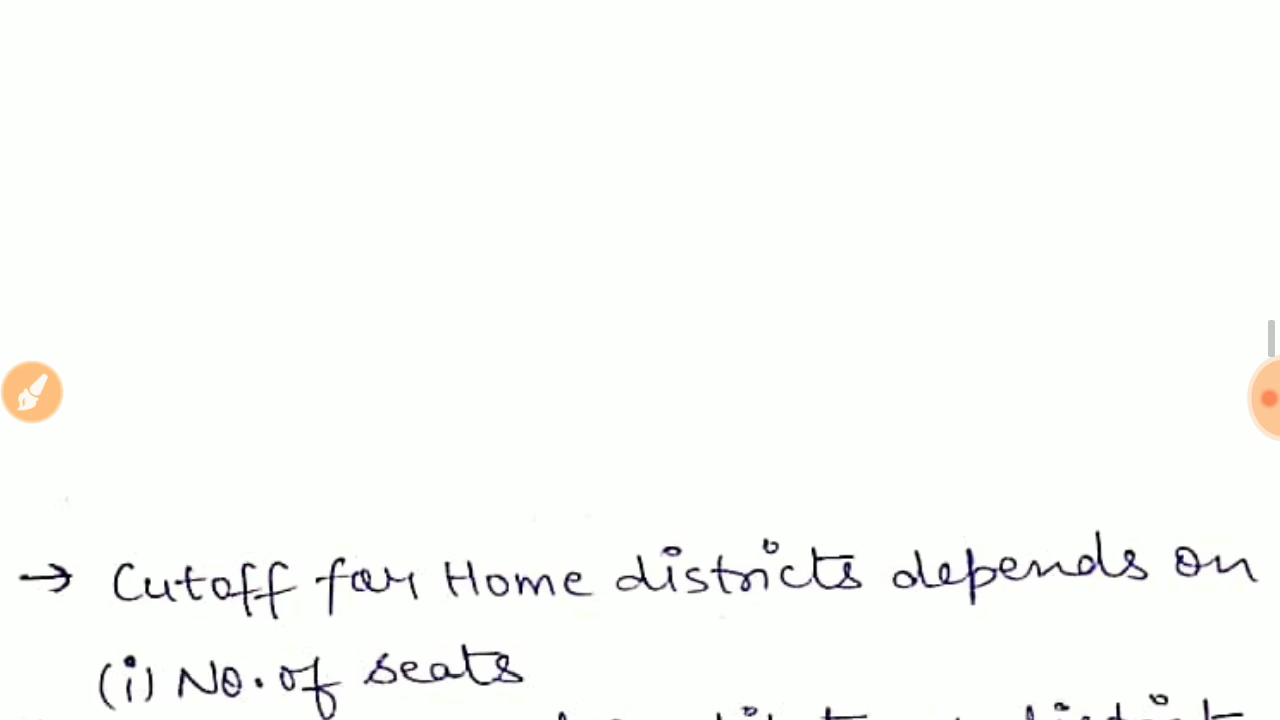 → Cutoff for Home districts depends on
(i) No. of seats